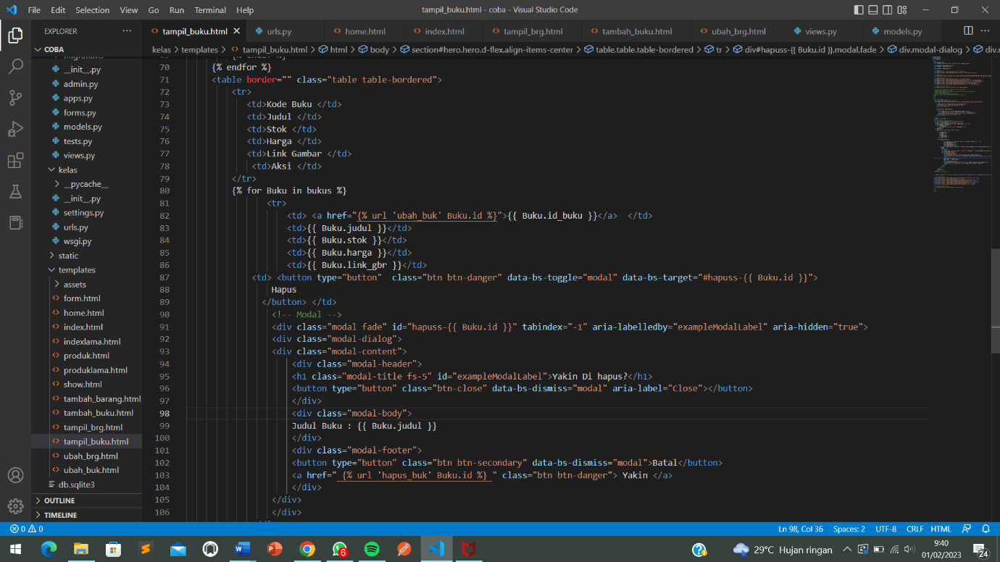 File Edit Selection View Go Run Terminal Help
tampil_buku.html - coba - Visual Studio Code
EXPLORER
tampil_buku.html urls.py home.html index.html tampil_brg.html tambah_buku.html ubah_brg.html views.py models.py
COBA
kelas > templates > tampil_buku.html > html > body > section#hero.hero.d-flex.align-items-center > table.table.table-bordered > tr > div#hapuss-{{ Buku.id }}.modal.fade > div.modal-dialog > div.m
__init__.py
admin.py
apps.py
forms.py
models.py
tests.py
views.py
kelas
__pycache__
__init__.py
settings.py
urls.py
wsgi.py
static
templates
assets
form.html
home.html
index.html
indexlama.html
produk.html
produklama.html
show.html
tambah_barang.html
tambah_buku.html
tampil_brg.html
tampil_buku.html
ubah_brg.html
ubah_buk.html
db.sqlite3
OUTLINE
TIMELINE
70 {% endfor %}
71 <table border="" class="table table-bordered">
72 <tr>
73 <td>Kode Buku </td>
74 <td>Judul </td>
75 <td>Stok </td>
76 <td>Harga </td>
77 <td>Link Gambar </td>
78 <td>Aksi </td>
79 </tr>
80 {% for Buku in bukus %}
81 <tr>
82 <td> <a href="{% url 'ubah_buk' Buku.id %}">{{ Buku.id_buku }}</a> </td>
83 <td>{{ Buku.judul }}</td>
84 <td>{{ Buku.stok }}</td>
85 <td>{{ Buku.harga }}</td>
86 <td>{{ Buku.link_gbr }}</td>
87 <td> <button type="button" class="btn btn-danger" data-bs-toggle="modal" data-bs-target="#hapuss-{{ Buku.id }}">
88 Hapus
89 </button> </td>
90 <!-- Modal -->
91 <div class="modal fade" id="hapuss-{{ Buku.id }}" tabindex="-1" aria-labelledby="exampleModalLabel" aria-hidden="true">
92 <div class="modal-dialog">
93 <div class="modal-content">
94 <div class="modal-header">
95 <h1 class="modal-title fs-5" id="exampleModalLabel">Yakin Di hapus?</h1>
96 <button type="button" class="btn-close" data-bs-dismiss="modal" aria-label="Close"></button>
97 </div>
98 <div class="modal-body">
99 Judul Buku : {{ Buku.judul }}
100 </div>
101 <div class="modal-footer">
102 <button type="button" class="btn btn-secondary" data-bs-dismiss="modal">Batal</button>
103 <a href=" {% url 'hapus_buk' Buku.id %} " class="btn btn-danger"> Yakin </a>
104 </div>
105 </div>
106 </div>
0 0
Ln 98, Col 36 Spaces: 2 UTF-8 CRLF HTML
6
29°C Hujan ringan
9:40
01/02/2023
24